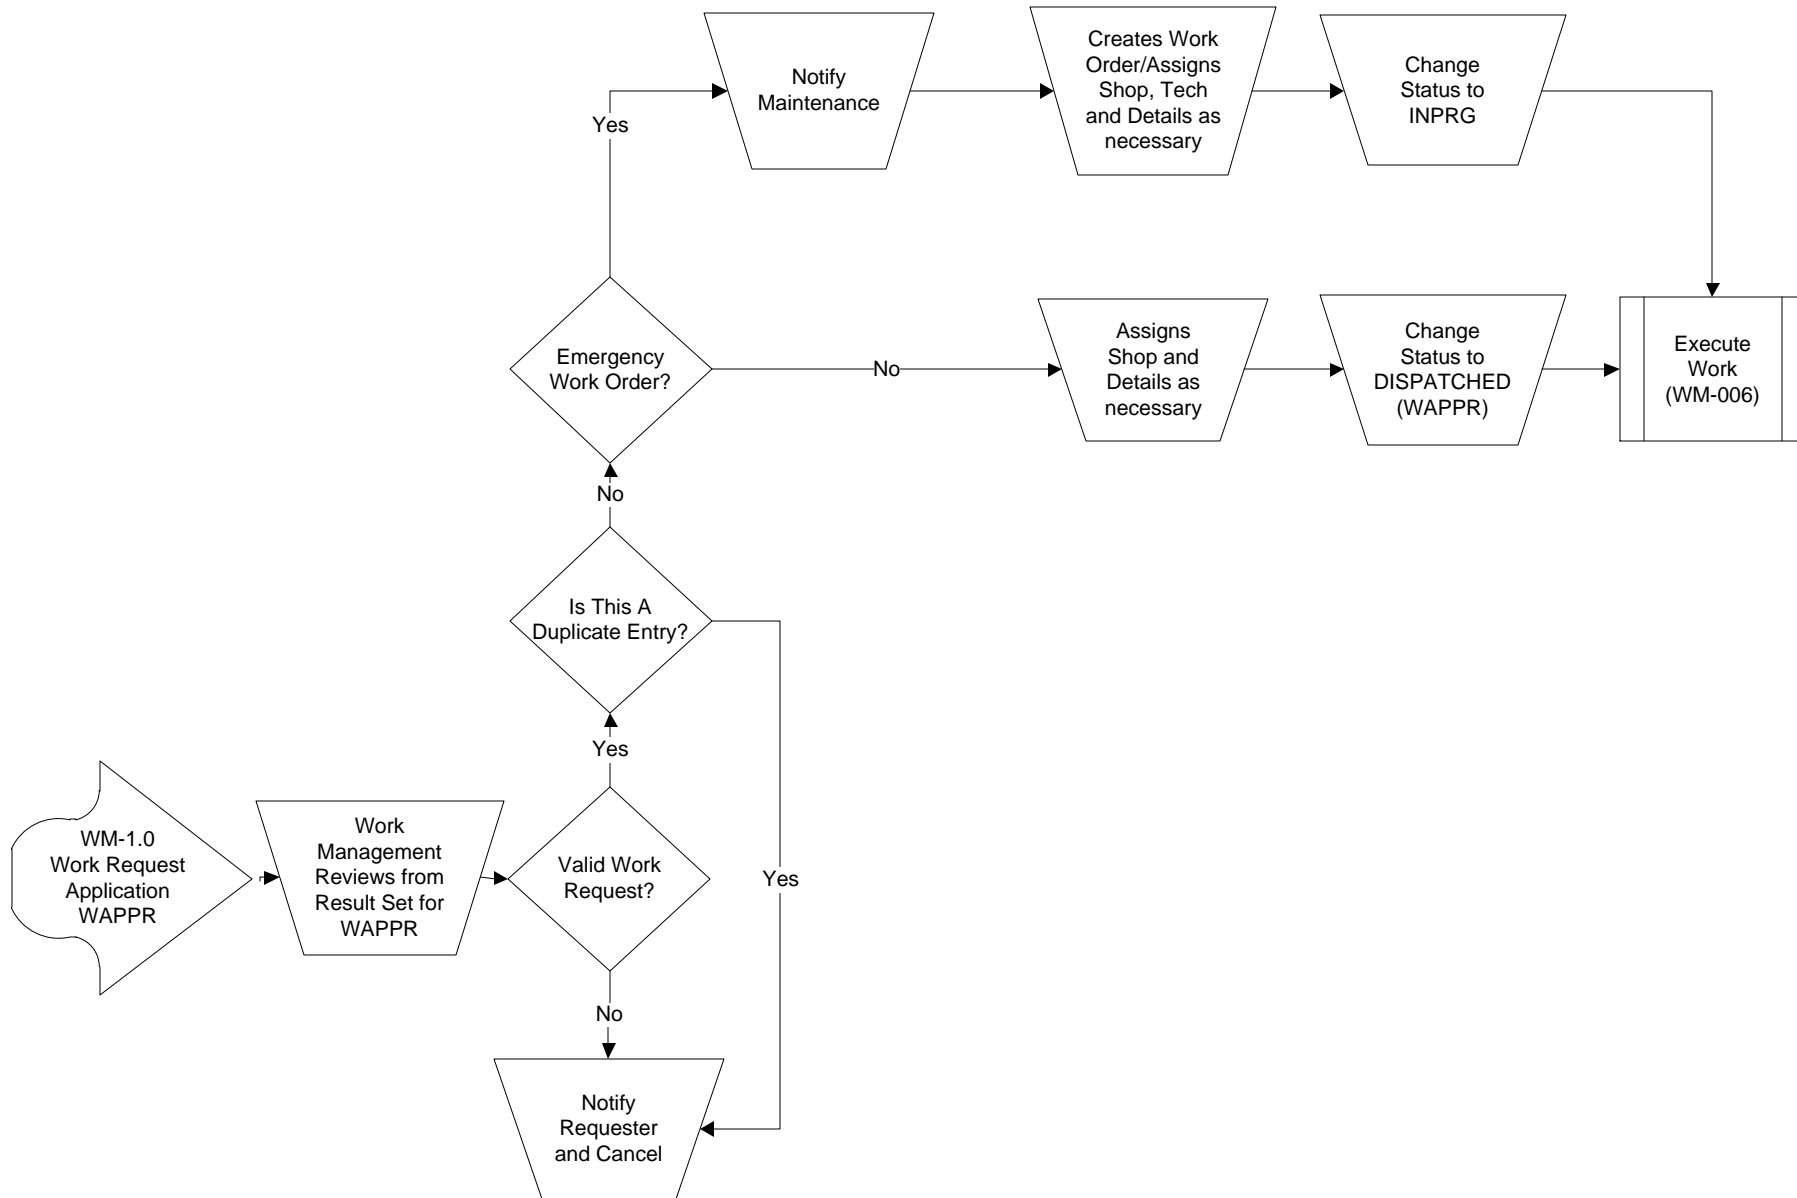 Notify
Maintenance
Creates Work
Order/Assigns
Shop, Tech
and Details as
necessary
Change
Status to
INPRG
Yes
Emergency
Work Order?
No
Assigns
Shop and
Details as
necessary
Change
Status to
DISPATCHED
(WAPPR)
Execute
Work
(WM-006)
No
Is This A
Duplicate Entry?
Yes
WM-1.0
Work Request
Application
WAPPR
Work
Management
Reviews from
Result Set for
WAPPR
Valid Work
Request?
Yes
No
Notify
Requester
and Cancel